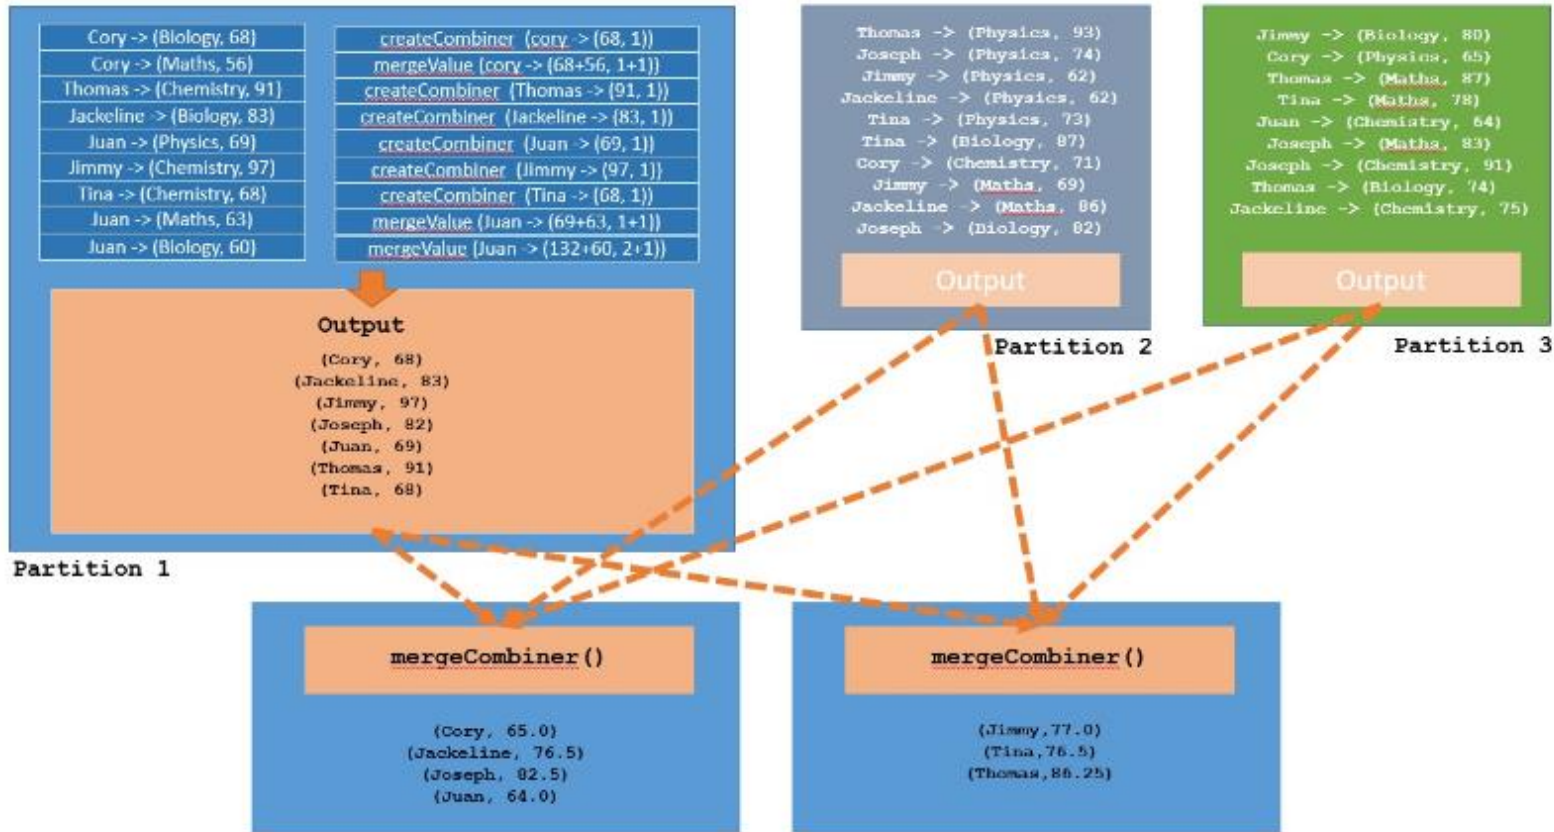 Cory -> (Biology, 68)
Cory -> (Maths, 56)
Thomas -> (Chemistry, 91)
Jackeline -> (Biology, 83)
Juan -> (Physics, 69)
Jimmy -> (Chemistry, 97)
Tina -> (Chemistry, 68)
Juan -> (Maths, 63)
Juan -> (Biology, 60)
createCombiner (cory -> (68, 1))
mergeValue (cory -> (68+56, 1+1))
createCombiner (Thomas -> (91, 1))
createCombiner (Jackeline -> (83, 1))
createCombiner (Juan -> (69, 1))
createCombiner (Jimmy -> (97, 1))
createCombiner (Tina -> (68, 1))
mergeValue (Juan -> (69+63, 1+1))
mergeValue (Juan -> (132+60, 2+1))
Output
(Cory, 68)
(Jackeline, 83)
(Jimmy, 97)
(Joseph, 82)
(Juan, 69)
(Thomas, 91)
(Tina, 68)
Partition 1
Thomas -> (Physics, 93)
Joseph -> (Physics, 74)
Jimmy -> (Physics, 62)
Jackeline -> (Physics, 62)
Tina -> (Physics, 73)
Tina -> (Biology, 87)
Cory -> (Chemistry, 71)
Jimmy -> (Maths, 69)
Jackeline -> (Maths, 86)
Joseph -> (Biology, 82)
Output
Partition 2
Jimmy -> (Biology, 80)
Cory -> (Physics, 65)
Thomas -> (Maths, 87)
Tina -> (Maths, 78)
Juan -> (Chemistry, 64)
Joseph -> (Maths, 83)
Joseph -> (Chemistry, 91)
Thomas -> (Biology, 74)
Jackeline -> (Chemistry, 75)
Output
Partition 3
mergeCombiner()
(Cory, 65.0)
(Jackeline, 76.5)
(Joseph, 82.5)
(Juan, 64.0)
mergeCombiner()
(Jimmy,77.0)
(Tina,76.5)
(Thomas,86.25)